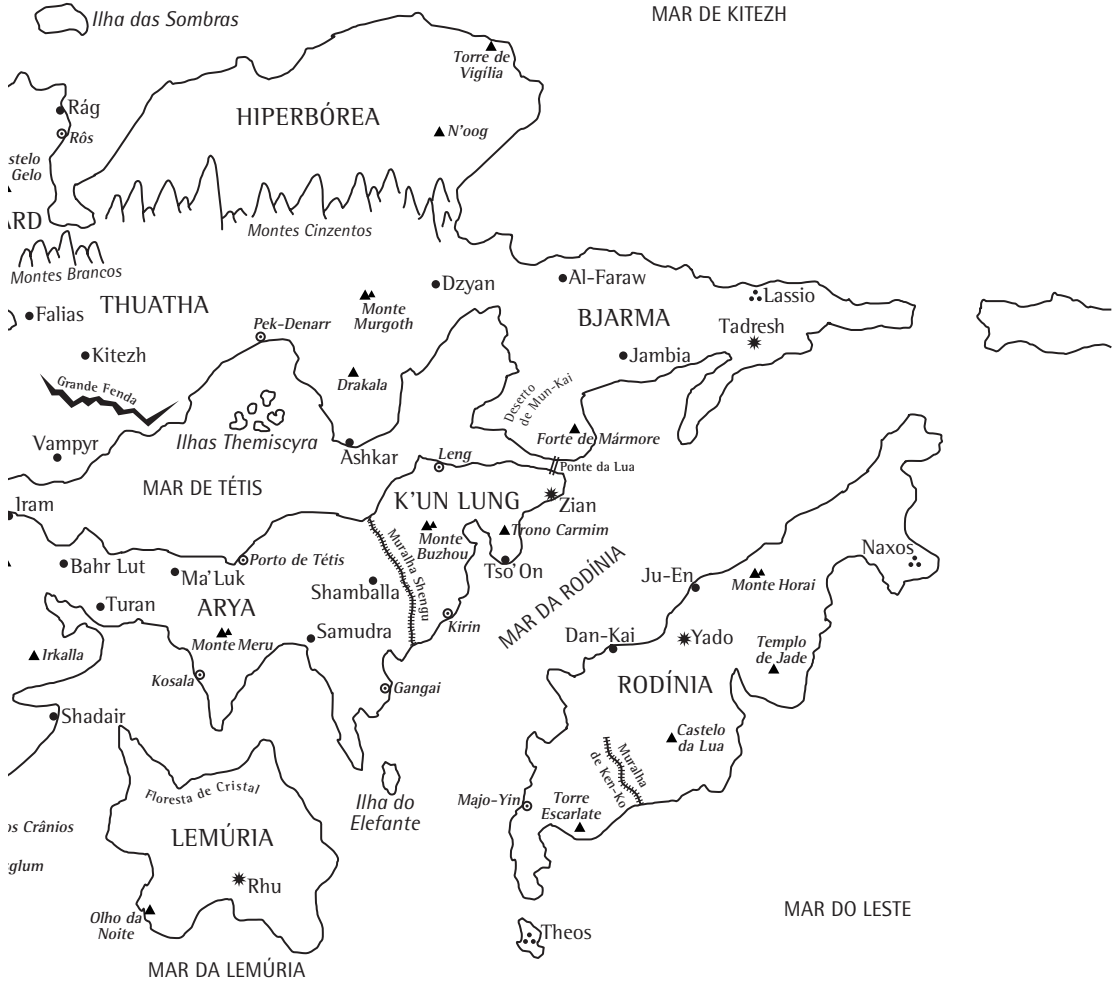 Ilha das Sombras
MAR DE KITEZH
Torre de
Vigília
Rág
HIPERBÓREA
N'oog
Rôs
stelo
Gelo
ARD
Montes Cinzentos
Montes Brancos
Dzyan
Al-Faraw
Lassio
THUATHA
Monte
Murgoth
Falias
BJARMA
Tadresh
Pek-Denarr
Kitezh
Jambia
Drakala
Grande Fenda
Deserto
de Mun-Kai
Ilhas Themiscyra
Vampyr
Forte de Mármore
Ashkar
Leng
Ponte da Lua
MAR DE TÉTIS
K'UN LUNG
Zian
Iram
Monte
Buzhou
Trono Carmim
Muralha Shengu
Naxos
Porto de Tétis
Bahr Lut
Ma'Luk
Tso'On
Shamballa
Ju-En
Monte Horai
MAR DA RODÍNIA
Turan
ARYA
Kirin
Samudra
Monte Meru
Dan-Kai
Yado
Templo
de Jade
Irkalla
Kosala
Gangai
RODÍNIA
Shadair
Castelo
da Lua
Muralha
de Ken-Ko
Floresta de Cristal
Ilha do
Elefante
Majo-Yin
Torre
Escarlate
os Crânios
LEMÚRIA
glum
Rhu
Olho da
Noite
MAR DO LESTE
Theos
MAR DA LEMÚRIA